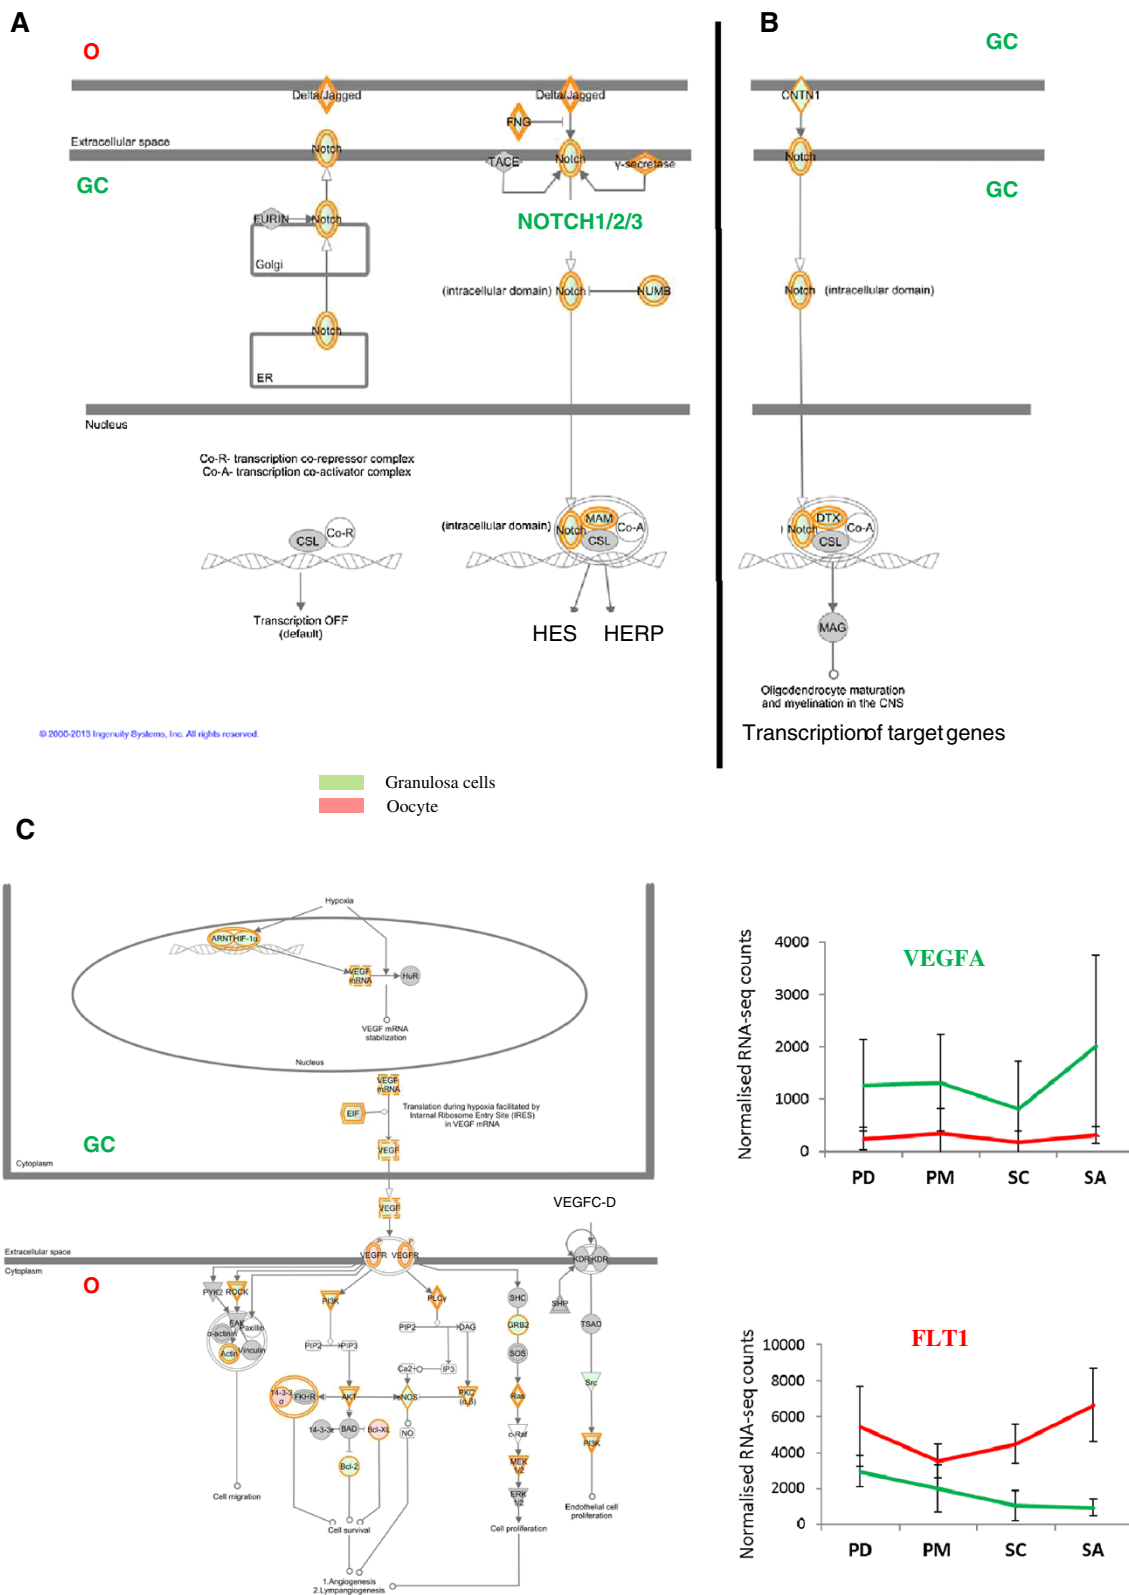 A
B
O
GC
Delta/Jagged
Delta/Jagged
CNTN1
FNG
Extracellular space
Notch
TACE
Notch
γ-secretase
Notch
GC
GC
NOTCH1/2/3
FURIN
Notch
Golgi
(intracellular domain)
Notch
NUMB
Notch
(intracellular domain)
Notch
ER
Nucleus
Co-R- transcription co-repressor complex
Co-A- transcription co-activator complex
(intracellular domain)
Notch
MAM
Co-A
CSL
Co-R
CSL
Notch
DTX
Co-A
CSL
Transcription OFF
(default)
HES
HERP
MAG
Oligodendrocyte maturation
and myelination in the CNS
Transcription of target genes
© 2000-2013 Ingenuity Systems, Inc. All rights reserved.
Granulosa cells
Oocyte
C
Hypoxia
ARNT HIF-1α
VEGF
mRNA
HuR
VEGF mRNA
stabilization
Nucleus
VEGF
mRNA
EIF
Translation during hypoxia facilitated by
Internal Ribosome Entry Site (IRES)
in VEGF mRNA
GC
VEGF
Cytoplasm
VEGF
VEGFC-D
Extracellular space
Cytoplasm
VEGFR
VEGFR
KDR
KDR
O
PYK2
ROCK
PI3K
PLCγ
SHC
SHP
FAK
Paxillin
α-actinin
Vinculin
Actin
PIP2
DAG
GRB2
TSAD
PIP2
PIP3
SOS
Ca2+
IP3
Src
14-3-3
α
FKHR
AKT
eNOS
PKC
(α,β)
Ras
14-3-3ε
BAD
Bcl-XL
NO
c-Raf
PI3K
Bcl-2
MEK
1/2
ERK
1/2
Cell migration
Endothelial cell
proliferation
Cell survival
Cell proliferation
1.Angiogenesis
2.Lympangiogenesis
Normalised RNA-seq counts
VEGFA
4000
3000
2000
1000
0
PD
PM
SC
SA
Normalised RNA-seq counts
FLT1
10000
8000
6000
4000
2000
0
PD
PM
SC
SA